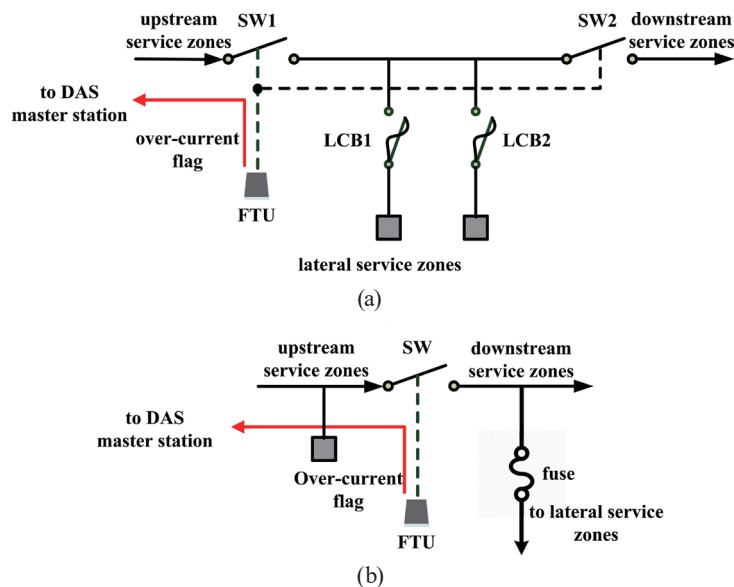 SW1
SW2
upstream
service zones
downstream
service zones
to DAS
master station
over-current
flag
LCB1
LCB2
FTU
lateral service zones
(a)
upstream
service zones
SW
downstream
service zones
to DAS
master station
Over-current
flag
fuse
FTU
to lateral service
zones
(b)